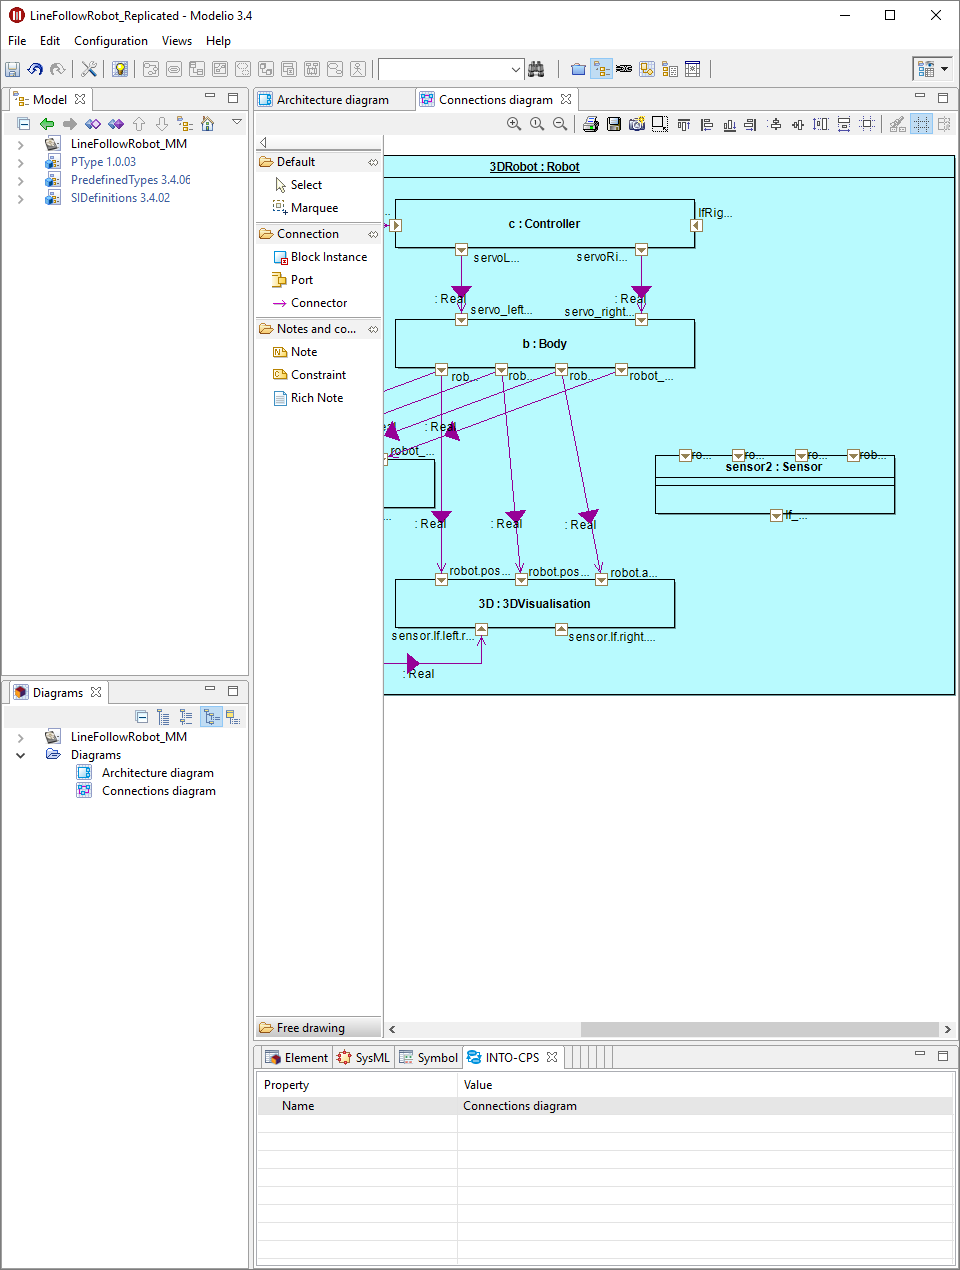 LineFollowRobot_Replicated - Modelio 3.4
File Edit Configuration Views Help
Model
LineFollowRobot_MM
PType 1.0.03
PredefinedTypes 3.4.06
SIDefinitions 3.4.02
Architecture diagram
Connections diagram
Default
Select
Marquee
Connection
Block Instance
Port
Connector
Notes and co...
Note
Constraint
Rich Note
Free drawing
3DRobot : Robot
lfRig...
c : Controller
servoL...
servoRi...
: Real
: Real
servo_left...
servo_right...
b : Body
rob...
rob...
rob...
robot_...
: Real
robot_...
ro...
ro...
ro...
rob...
sensor2 : Sensor
lf_...
: Real
: Real
: Real
robot.pos...
robot.pos...
robot.a...
3D : 3DVisualisation
sensor.lf.left.r...
sensor.lf.right....
: Real
Diagrams
LineFollowRobot_MM
Diagrams
Architecture diagram
Connections diagram
Element SysML Symbol INTO-CPS
Property Value
Name Connections diagram